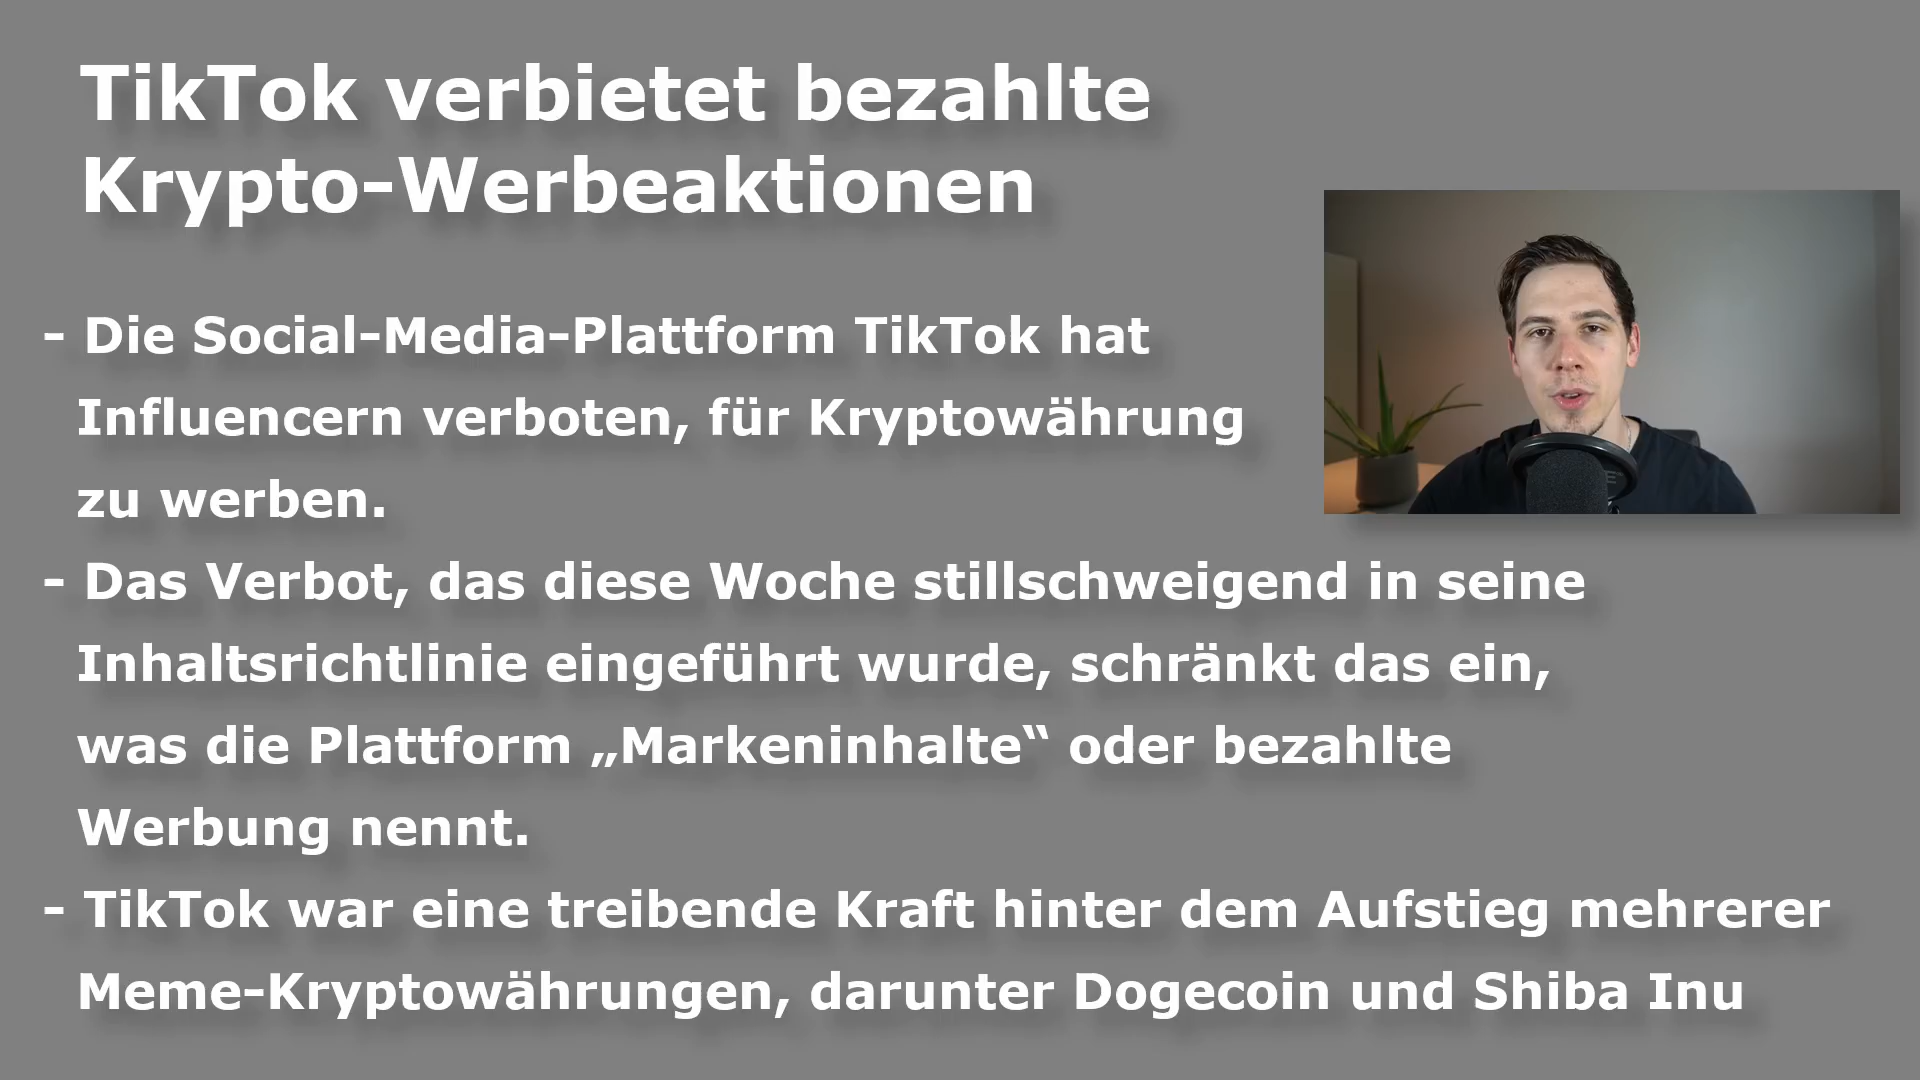 TikTok verbietet bezahlte
Krypto-Werbeaktionen
- Die Social-Media-Plattform TikTok hat
Influencern verboten, für Kryptowährung
zu werben.
- Das Verbot, das diese Woche stillschweigend in seine
Inhaltsrichtlinie eingeführt wurde, schränkt das ein,
was die Plattform „Markeninhalte“ oder bezahlte
Werbung nennt.
- TikTok war eine treibende Kraft hinter dem Aufstieg mehrerer
Meme-Kryptowährungen, darunter Dogecoin und Shiba Inu